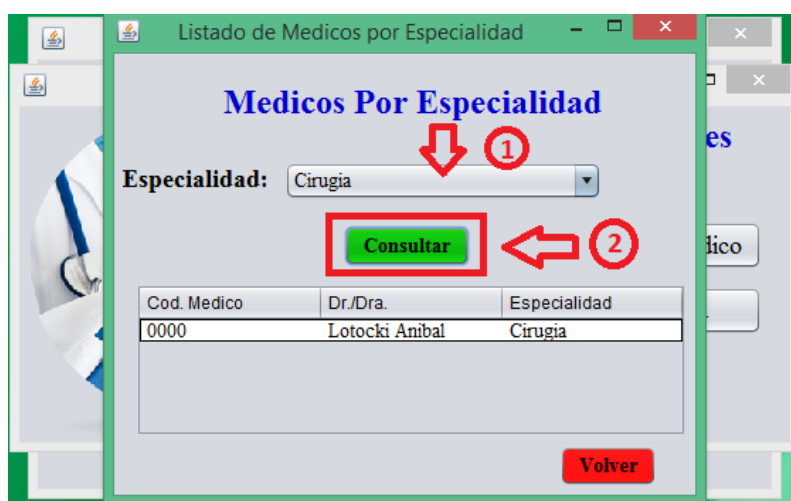 Listado de Medicos por Especialidad
Medicos Por Especialidad
es
1
Especialidad: Cirugia
Consultar
2
lico
Cod. Medico Dr./Dra. Especialidad
0000 Lotocki Anibal Cirugia
Volver